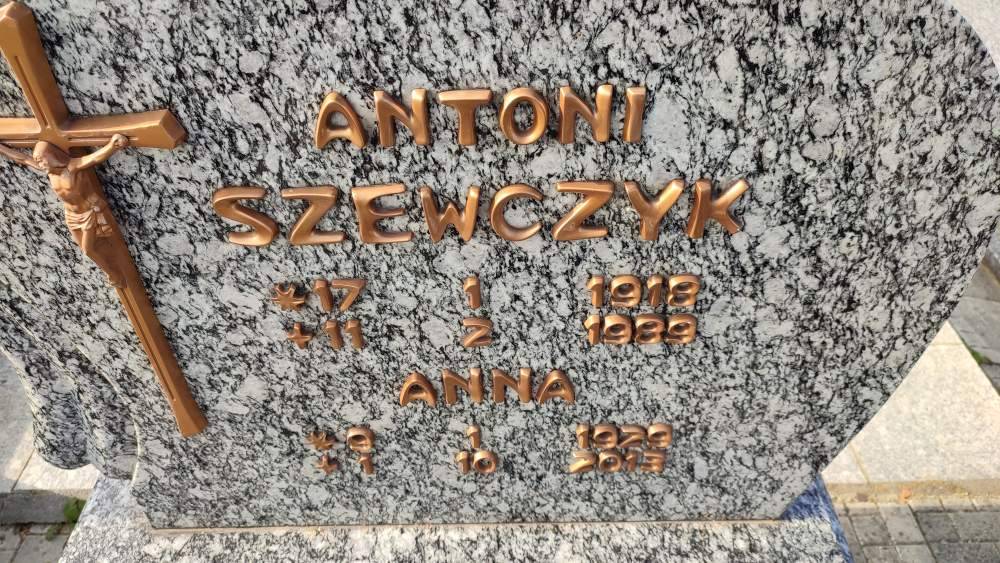 ANTONI
SZEWCZYK
*17 1 1918
+11 2 1989
ANNA
*9 1 1929
+1 10 2013